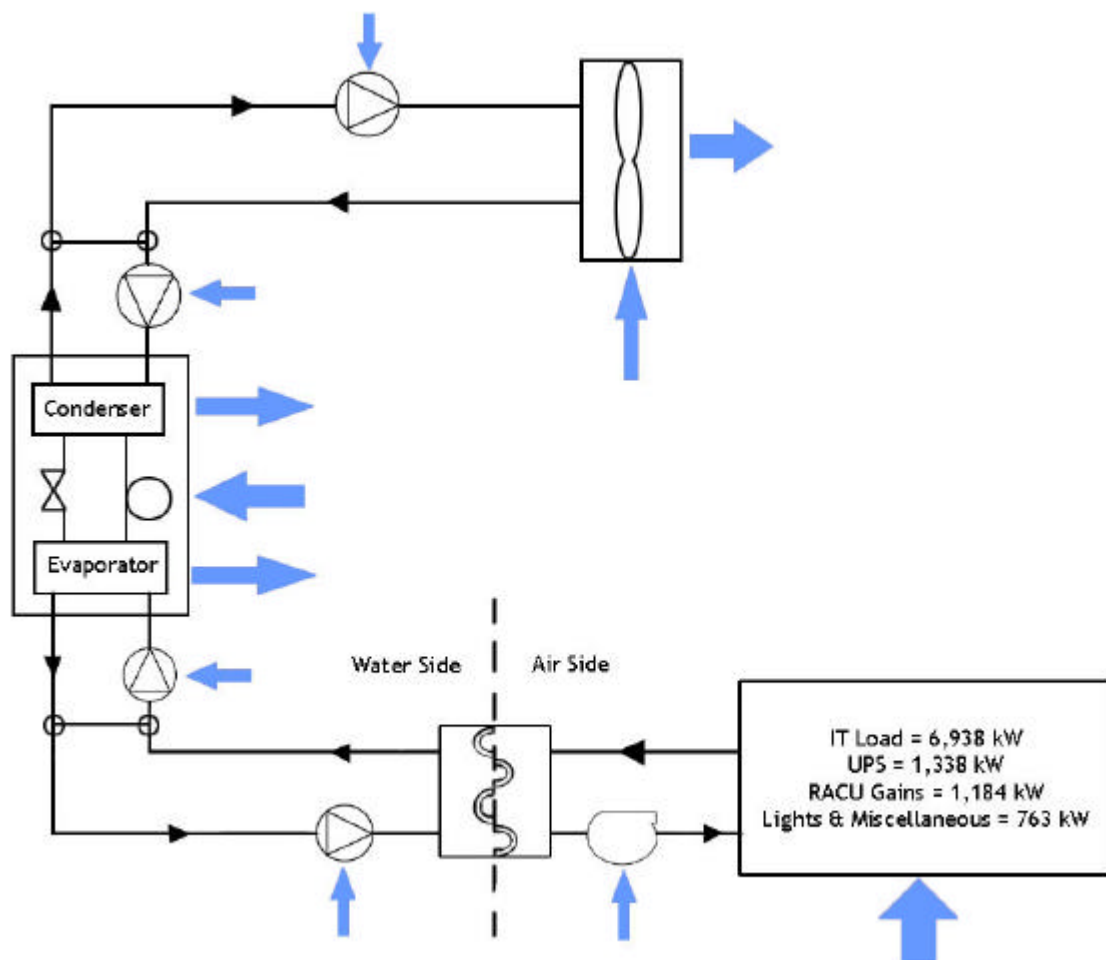 Condenser
Evaporator
Water Side
Air Side
IT Load = 6,938 kW
UPS = 1,338 kW
RACU Gains = 1,184 kW
Lights & Miscellaneous = 763 kW